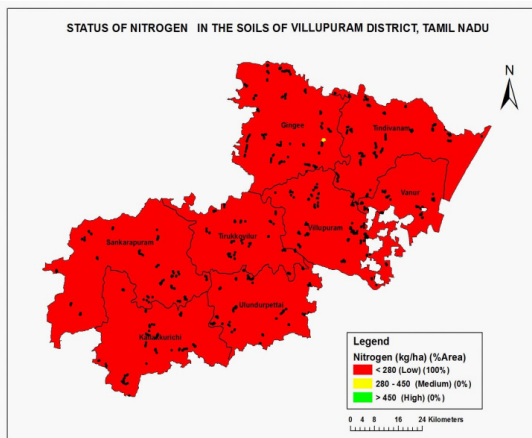 STATUS OF NITROGEN IN THE SOILS OF VILLUPURAM DISTRICT, TAMIL NADU
N
Gingee
Tindivanam
Vanur
Villupuram
Tirukkoyilur
Sankarapuram
Ulundurpettai
Kallakurichi
Legend
Nitrogen (kg/ha) (%Area)
< 280 (Low) (100%)
280 - 450 (Medium) (0%)
> 450 (High) (0%)
0 4 8 16 24 Kilometers